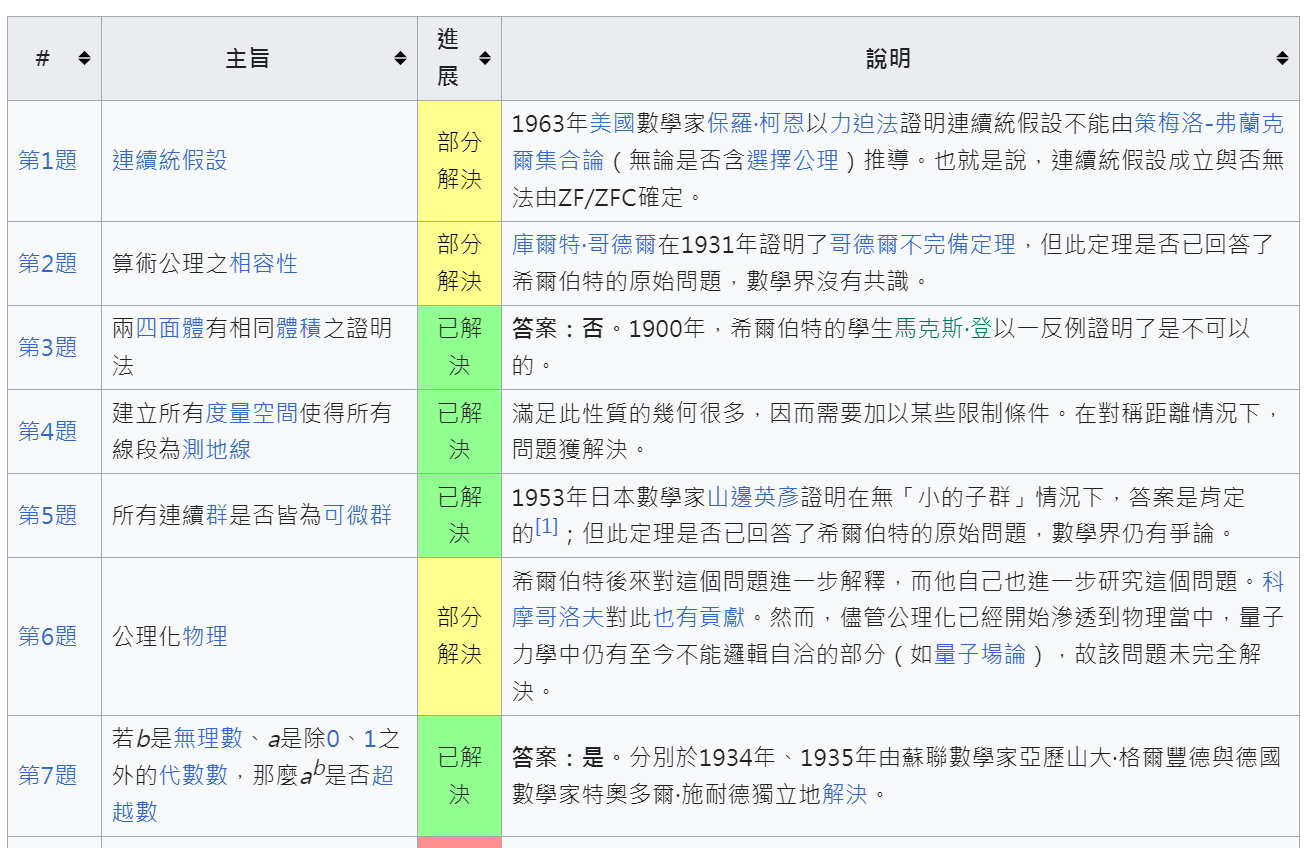 #
主旨
進
展
說明
第1題
連續統假設
部分
解決
1963年美國數學家保羅·柯恩以力迫法證明連續統假設不能由策梅洛-弗蘭克
爾集合論（無論是否含選擇公理）推導。也就是說，連續統假設成立與否無
法由ZF/ZFC確定。
第2題
算術公理之相容性
部分
解決
庫爾特·哥德爾在1931年證明了哥德爾不完備定理，但此定理是否已回答了
希爾伯特的原始問題，數學界沒有共識。
第3題
兩四面體有相同體積之證明
法
已解
決
答案：否。1900年，希爾伯特的學生馬克斯·登以一反例證明了是不可以
的。
第4題
建立所有度量空間使得所有
線段為測地線
已解
決
滿足此性質的幾何很多，因而需要加以某些限制條件。在對稱距離情況下，
問題獲解決。
第5題
所有連續群是否皆為可微群
已解
決
1953年日本數學家山邊英彥證明在無「小的子群」情況下，答案是肯定
的[1]；但此定理是否已回答了希爾伯特的原始問題，數學界仍有爭論。
第6題
公理化物理
部分
解決
希爾伯特後來對這個問題進一步解釋，而他自己也進一步研究這個問題。科
摩哥洛夫對此也有貢獻。然而，儘管公理化已經開始滲透到物理當中，量子
力學中仍有至今不能邏輯自洽的部分（如量子場論），故該問題未完全解
決。
第7題
若b是無理數、a是除0、1之
外的代數數，那麼a^b是否超
越數
已解
決
答案：是。分別於1934年、1935年由蘇聯數學家亞歷山大·格爾豐德與德國
數學家特奧多爾·施耐德獨立地解決。